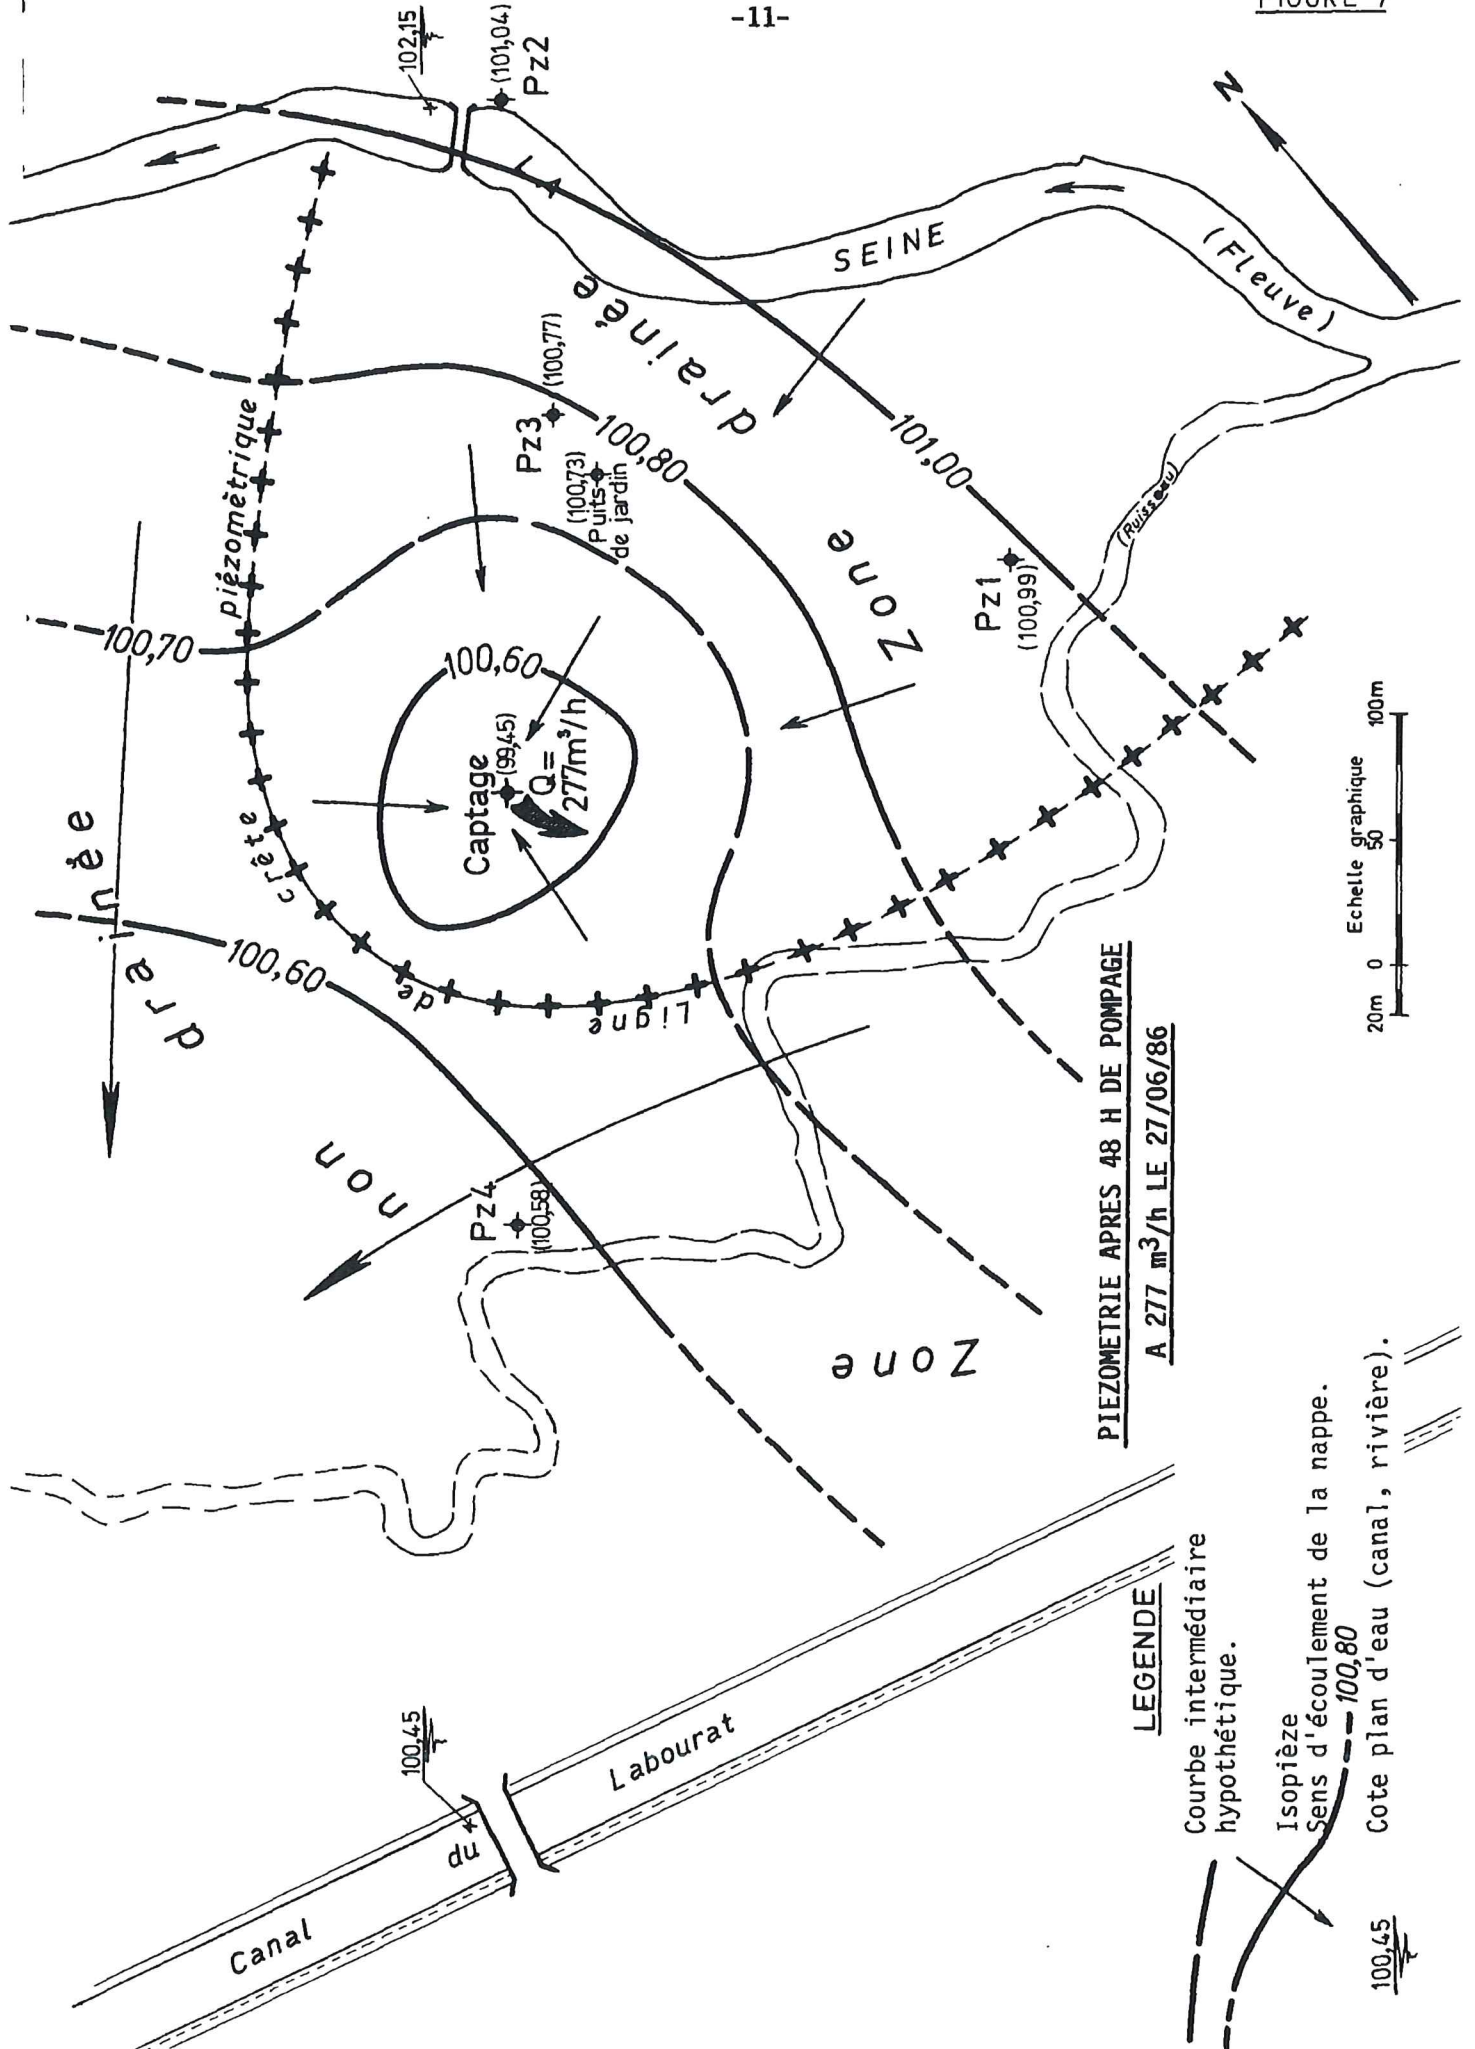 -11-
102,15
(101,04)
Pz2
N
SEINE
(Fleuve)
drainée
Zone
(100,77)
Pz3
(100,73)
Puits
de jardin
100,80
101,00
Pz1
(100,99)
(Ruisseau)
piézomètrique
crête
de
Ligne
100,70
100,60
Captage
(99,45)
Q=
277m³/h
drainée
non
Zone
100,60
Pz4
(100,58)
PIEZOMETRIE APRES 48 H DE POMPAGE
A 277 m³/h LE 27/06/86
Echelle graphique
20m 0 50 100m
100,45
Canal
du
Labourat
LEGENDE
Courbe intermédiaire
hypothétique.
Isopièze
Sens d'écoulement de la nappe.
100,80
Cote plan d'eau (canal, rivière).
100,45